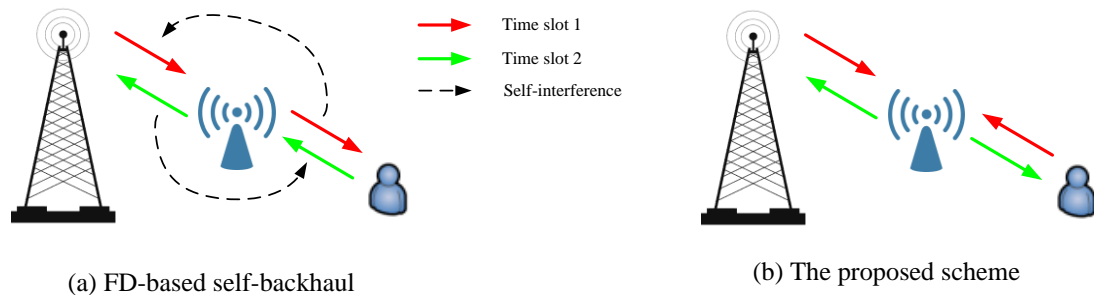 Time slot 1
Time slot 2
Self-interference
(a) FD-based self-backhaul
(b) The proposed scheme